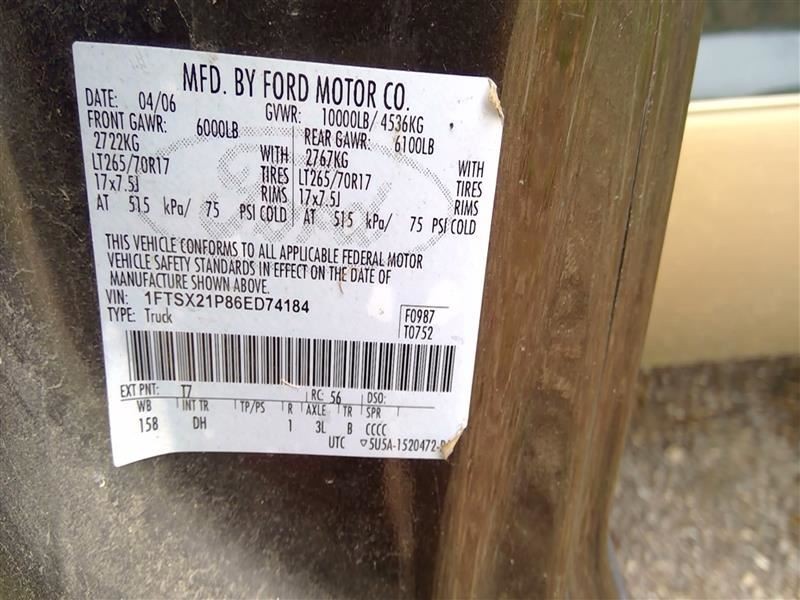 MFD. BY FORD MOTOR CO.
DATE: 04/06 GVWR: 10000LB/ 4536KG
FRONT GAWR: 6000LB REAR GAWR: 6100LB
2722KG WITH 2767KG WITH
LT265/70R17 TIRES LT265/70R17 TIRES
17x7.5J RIMS 17x7.5J RIMS
AT 515 kPa/ 75 PSI COLD AT 515 kPa/ 75 PSI COLD
Ford
THIS VEHICLE CONFORMS TO ALL APPLICABLE FEDERAL MOTOR
VEHICLE SAFETY STANDARDS IN EFFECT ON THE DATE OF
MANUFACTURE SHOWN ABOVE.
VIN: 1FTSX21P86ED74184 F0987
TYPE: Truck T0752
EXT PNT: T7 RC: 56 DSO:
WB INT TR TP/PS R AXLE TR SPR
158 DH 1 3L B CCCC
UTC ▽5U5A-1520472-